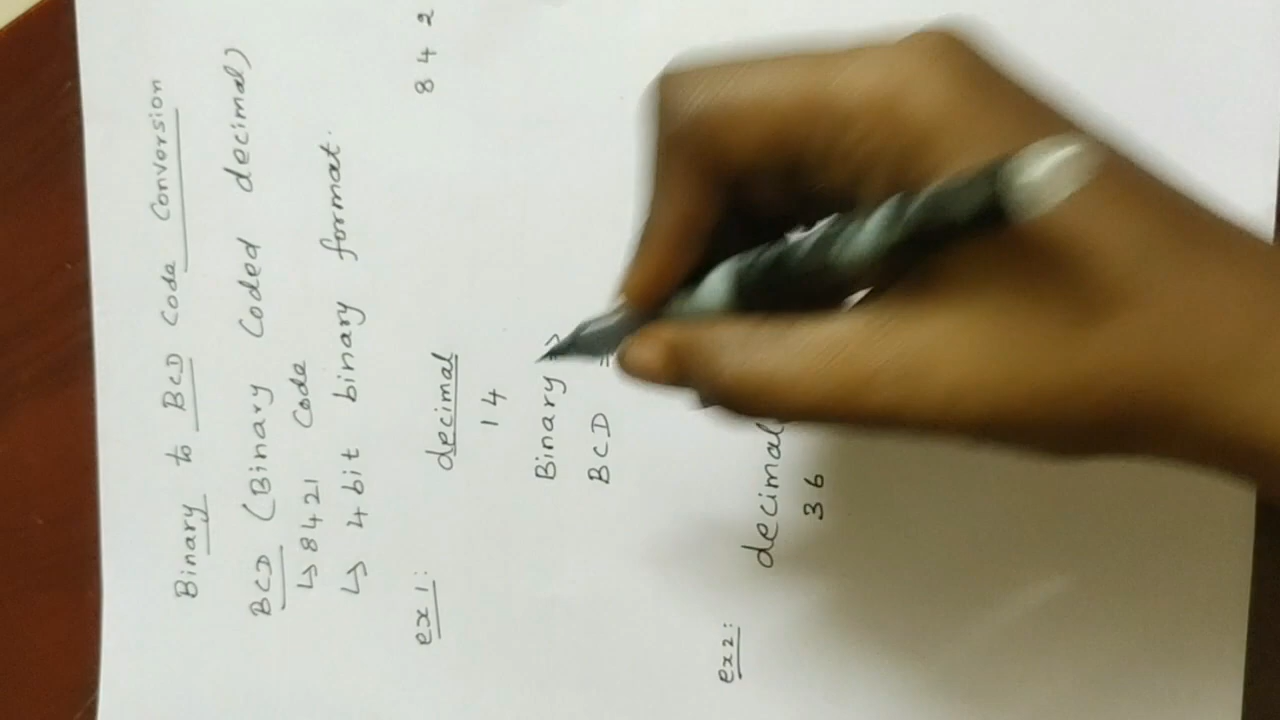 Binary to BCD Code Conversion
BCD (Binary Coded decimal)
↳ 8421 Code
↳ 4 bit binary format.
ex 1: decimal 8 4 2
14
Binary =>
BCD =
ex 2: decimal
36